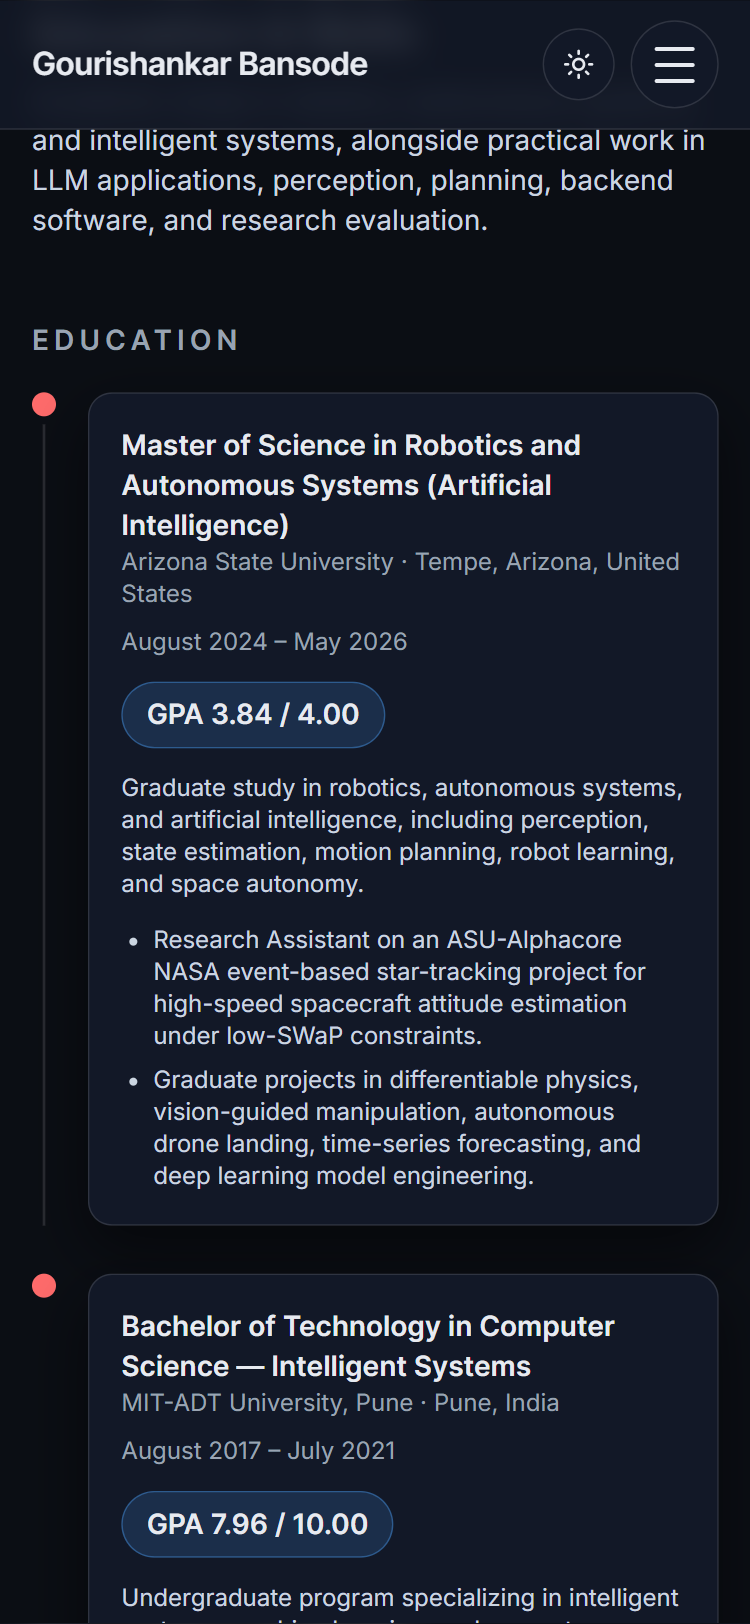 Gourishankar Bansode
and intelligent systems, alongside practical work in
LLM applications, perception, planning, backend
software, and research evaluation.
EDUCATION
Master of Science in Robotics and
Autonomous Systems (Artificial
Intelligence)
Arizona State University · Tempe, Arizona, United
States
August 2024 – May 2026
GPA 3.84 / 4.00
Graduate study in robotics, autonomous systems,
and artificial intelligence, including perception,
state estimation, motion planning, robot learning,
and space autonomy.
• Research Assistant on an ASU-Alphacore
NASA event-based star-tracking project for
high-speed spacecraft attitude estimation
under low-SWaP constraints.
• Graduate projects in differentiable physics,
vision-guided manipulation, autonomous
drone landing, time-series forecasting, and
deep learning model engineering.
Bachelor of Technology in Computer
Science — Intelligent Systems
MIT-ADT University, Pune · Pune, India
August 2017 – July 2021
GPA 7.96 / 10.00
Undergraduate program specializing in intelligent